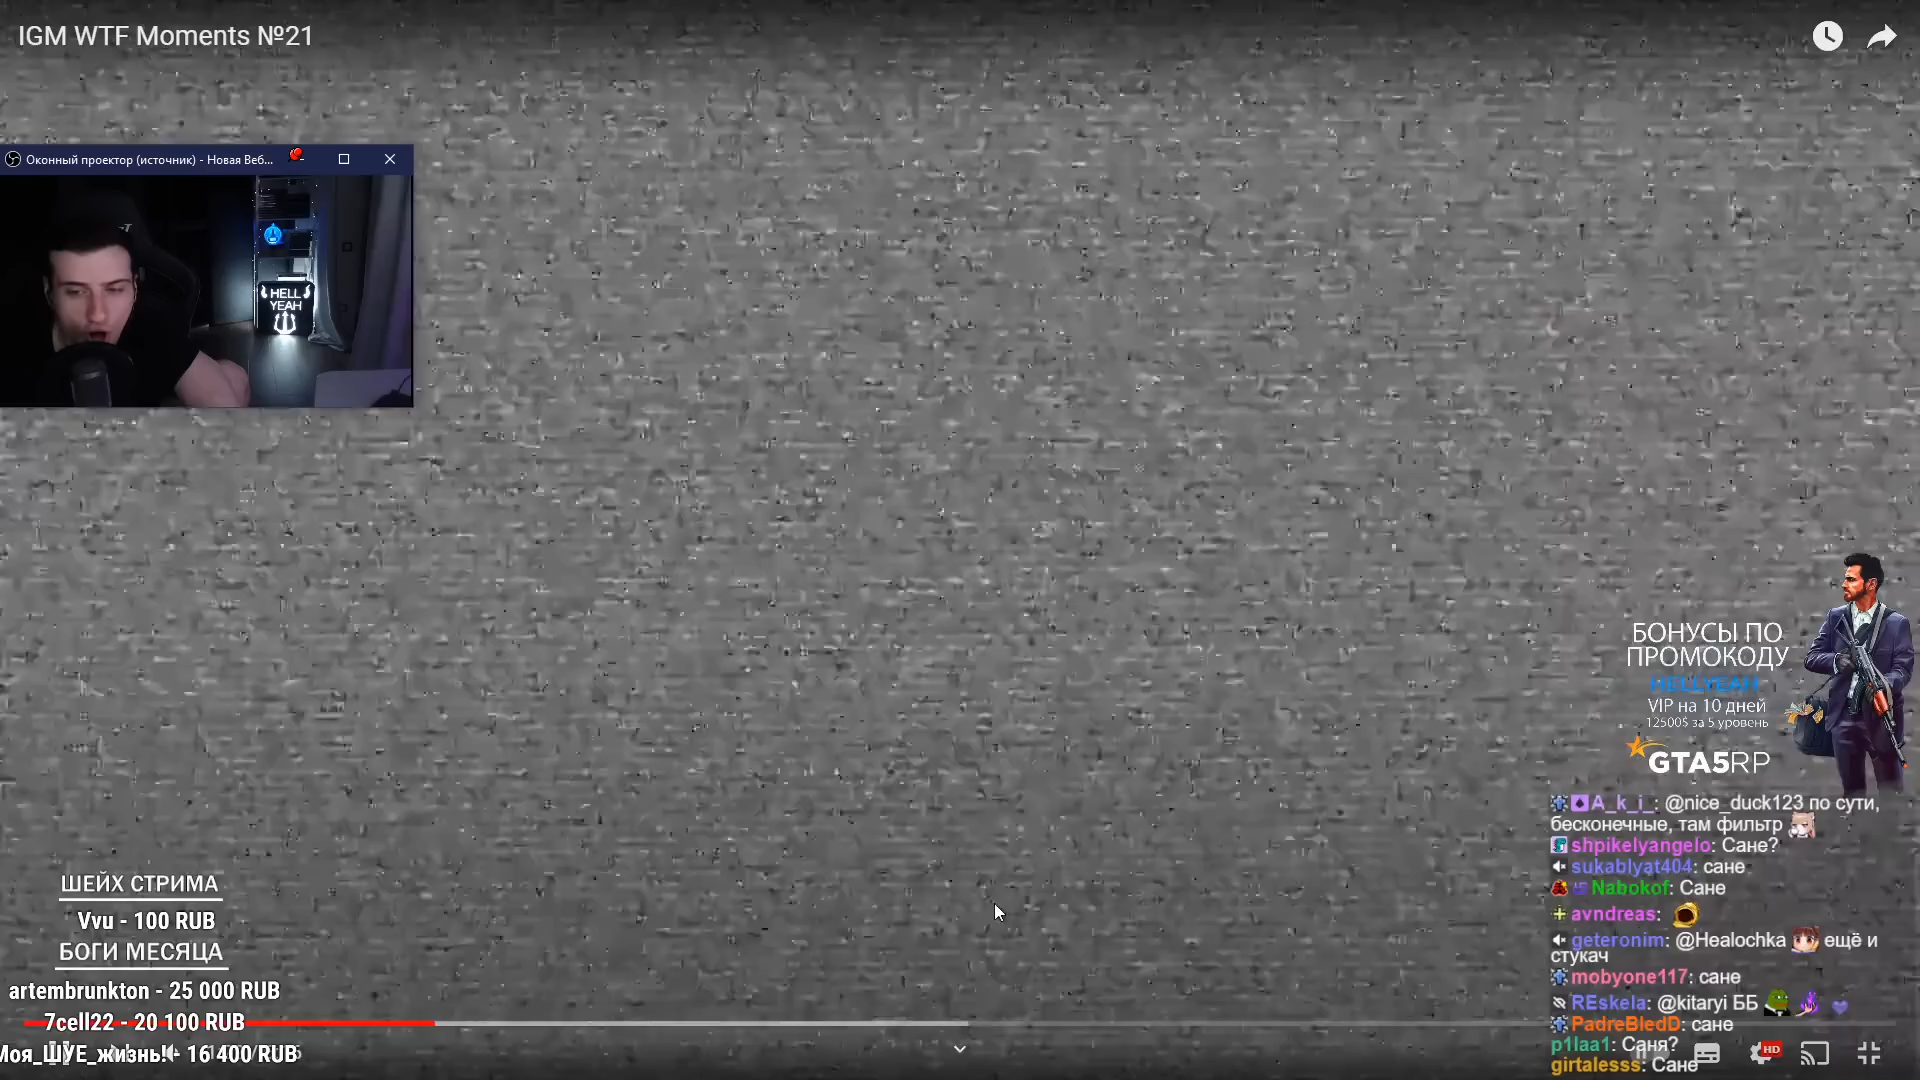 IGM WTF Moments №21
Оконный проектор (источник) - Новая Веб...
HELL
YEAH
БОНУСЫ ПО
ПРОМОКОДУ
HELLYEAH
VIP на 10 дней
12500$ за 5 уровень
GTA5RP
A_k_i_: @nice_duck123 по сути,
бесконечные, там фильтр
shpikelyangelo: Сане?
sukablyat404: сане
Nabokof: Сане
avndreas:
geteronim: @Healochka ещё и
стукач
mobyone117: сане
REskela: @kitaryi ББ
PadreBledD: сане
p1laa1: Саня?
girtalesss: Сане
HD
ШЕЙХ СТРИМА
Vvu - 100 RUB
БОГИ МЕСЯЦА
artembrunkton - 25 000 RUB
7cell22 - 20 100 RUB
Моя_ШУЕ_жизнь!- 16 400 RUB